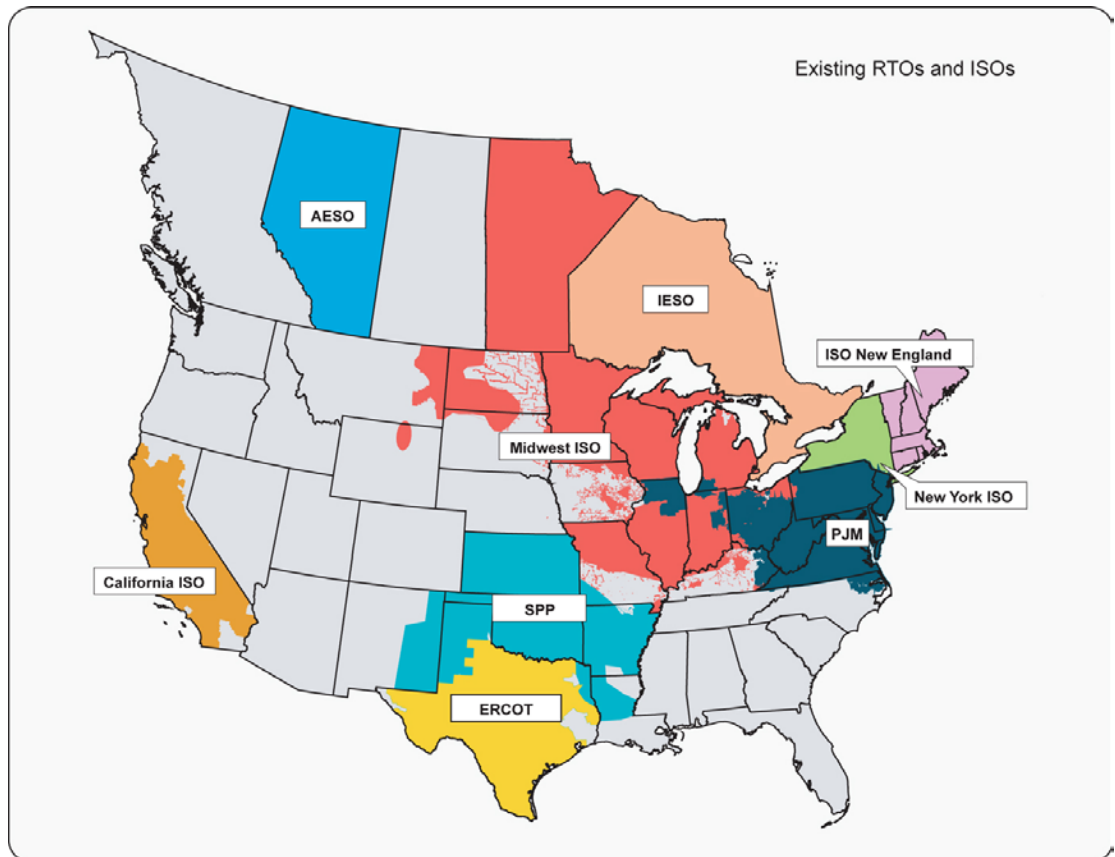 Existing RTOs and ISOs
AESO
IESO
ISO New England
Midwest ISO
New York ISO
PJM
California ISO
SPP
ERCOT